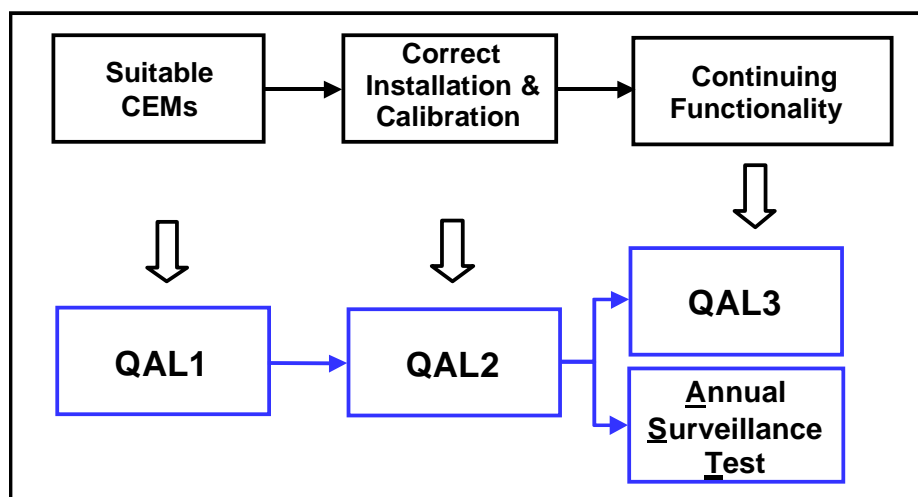 Suitable
CEMs
Correct
Installation &
Calibration
Continuing
Functionality
QAL1
QAL2
QAL3
Annual
Surveillance
Test